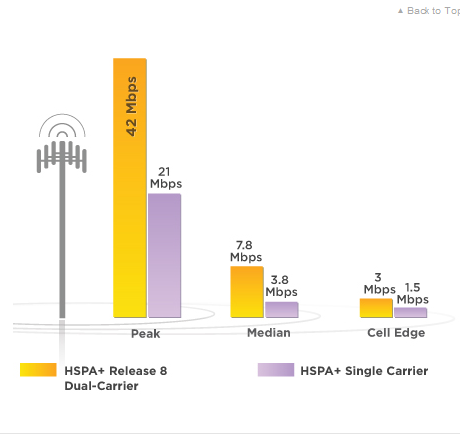 ▲ Back to Top
42 Mbps
21
Mbps
7.8
Mbps
3.8
Mbps
3
Mbps
1.5
Mbps
Peak
Median
Cell Edge
HSPA+ Release 8
Dual-Carrier
HSPA+ Single Carrier